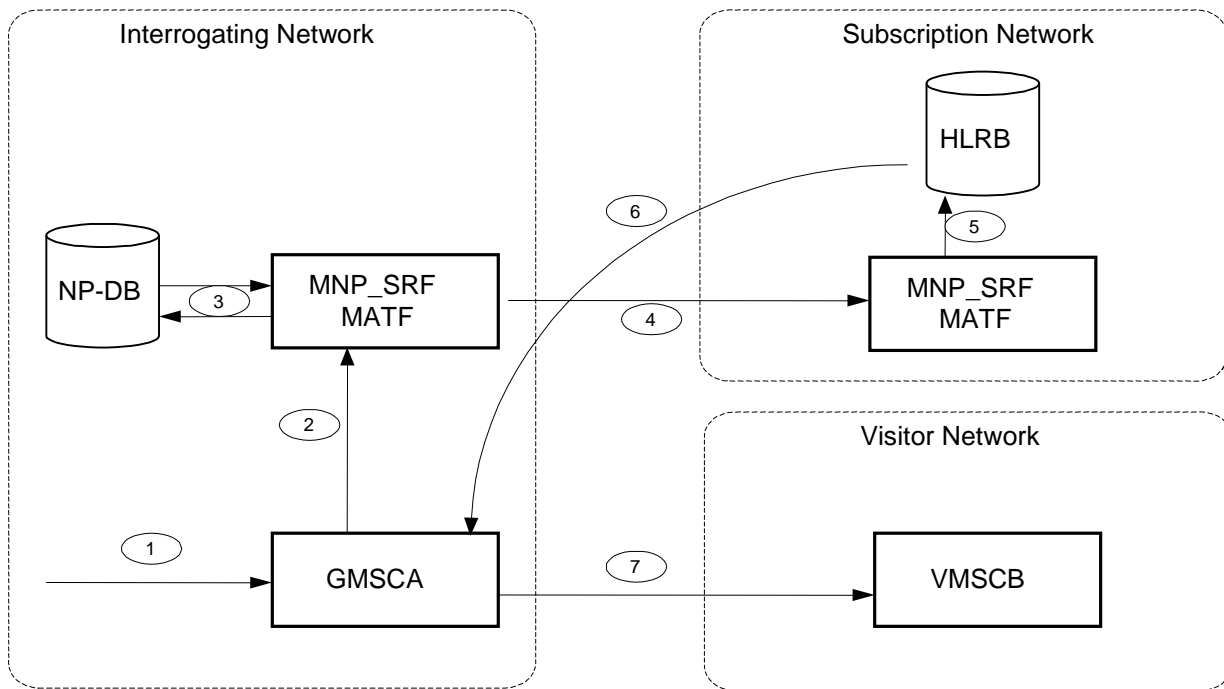 Interrogating Network
Subscription Network
HLRB
6
5
NP-DB
3
MNP_SRF
MATF
4
MNP_SRF
MATF
2
Visitor Network
1
GMSCA
7
VMSCB